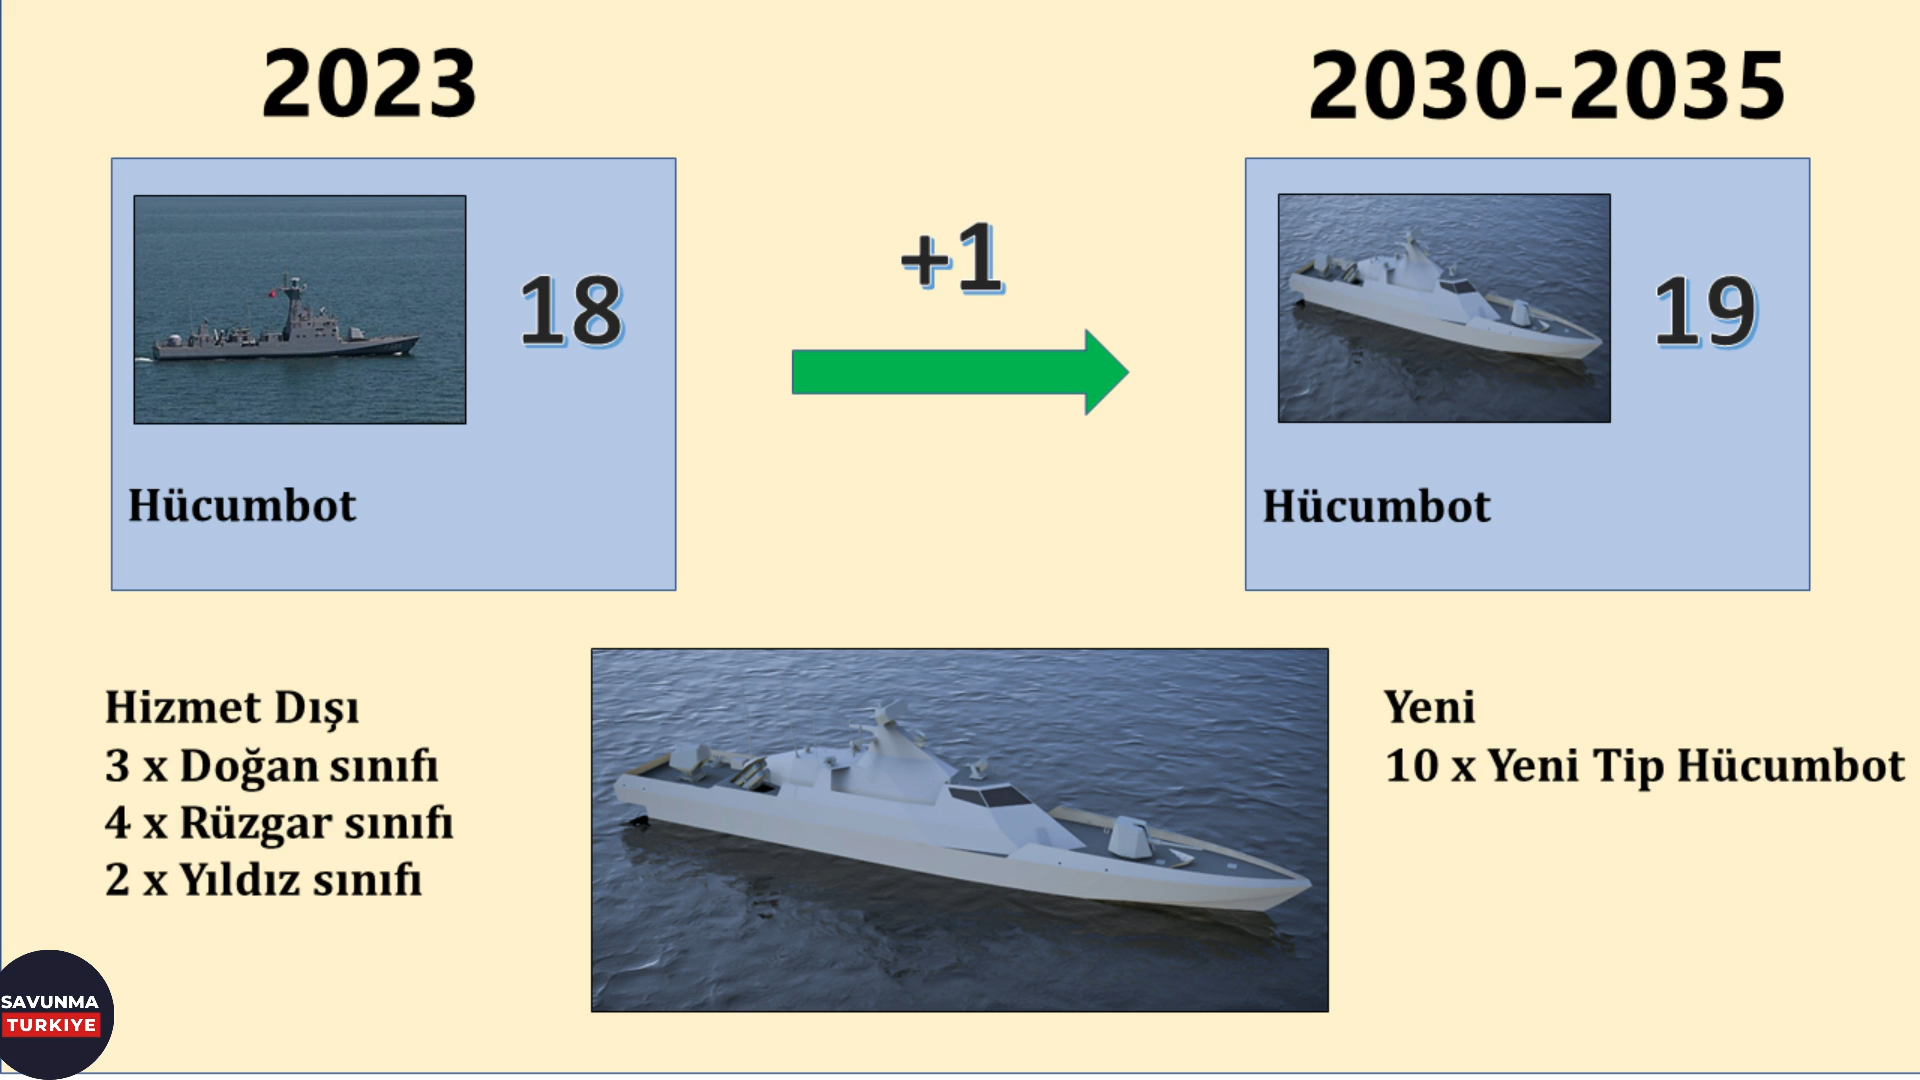 2023
2030-2035
18
+1
19
Hücumbot
Hücumbot
Hizmet Dışı
3 x Doğan sınıfı
4 x Rüzgar sınıfı
2 x Yıldız sınıfı
Yeni
10 x Yeni Tip Hücumbot
SAVUNMA
TURKIYE